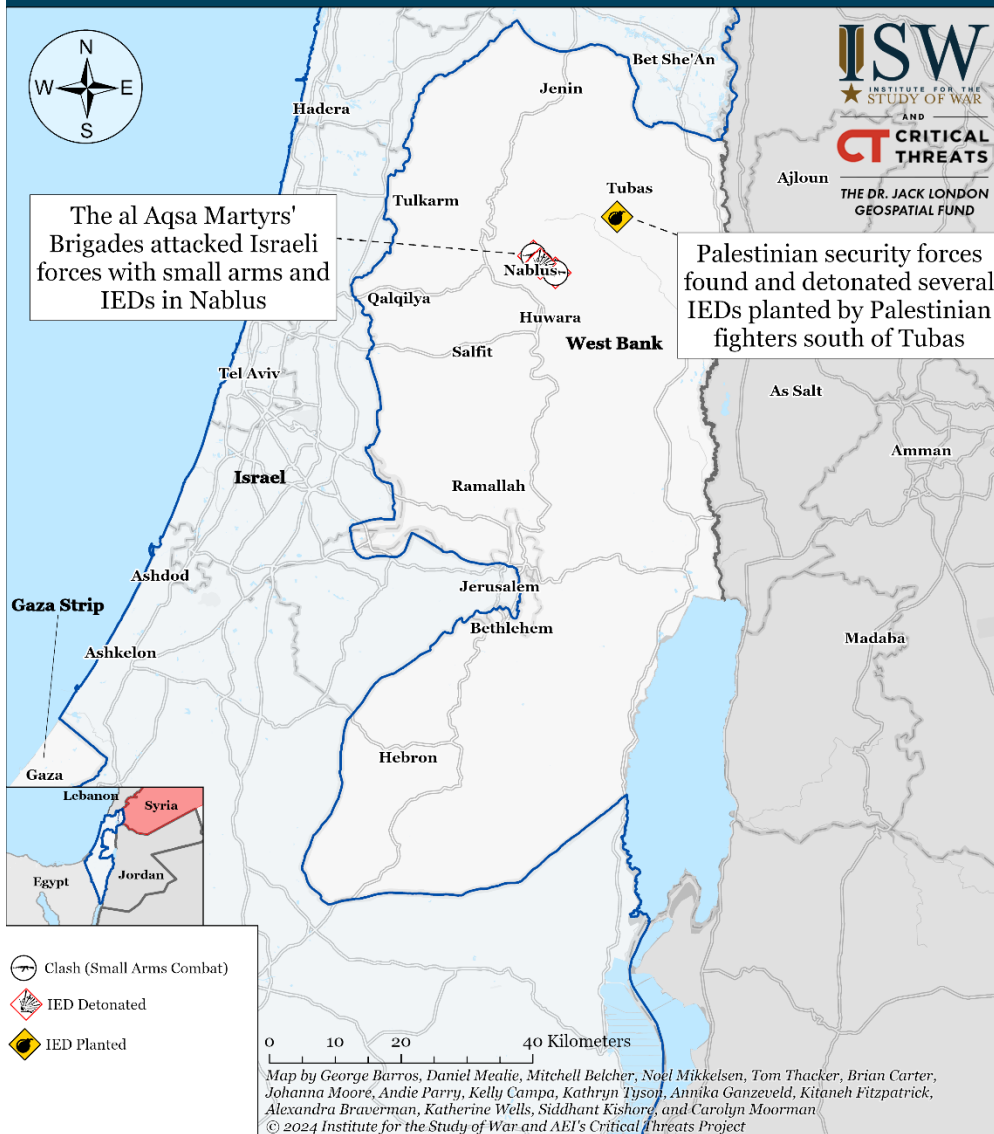 N
W
E
S
ISW
INSTITUTE FOR THE
STUDY OF WAR
AND
CT CRITICAL
THREATS
THE DR. JACK LONDON
GEOSPATIAL FUND
Bet She'An
Jenin
Hadera
Ajloun
Tulkarm
Tubas
The al Aqsa Martyrs'
Brigades attacked Israeli
forces with small arms and
IEDs in Nablus
Palestinian security forces
found and detonated several
IEDs planted by Palestinian
fighters south of Tubas
Nablus
Qalqilya
Huwara
West Bank
Salfit
Tel Aviv
As Salt
Amman
Israel
Ramallah
Ashdod
Jerusalem
Gaza Strip
Bethlehem
Madaba
Ashkelon
Hebron
Gaza
Lebanon
Syria
Egypt
Jordan
Clash (Small Arms Combat)
IED Detonated
IED Planted
0 10 20 40 Kilometers
Map by George Barros, Daniel Mealie, Mitchell Belcher, Noel Mikkelsen, Tom Thacker, Brian Carter,
Johanna Moore, Andie Parry, Kelly Campa, Kathryn Tyson, Annika Ganzeveld, Kitaneh Fitzpatrick,
Alexandra Braverman, Katherine Wells, Siddhant Kishore, and Carolyn Moorman
© 2024 Institute for the Study of War and AEI's Critical Threats Project